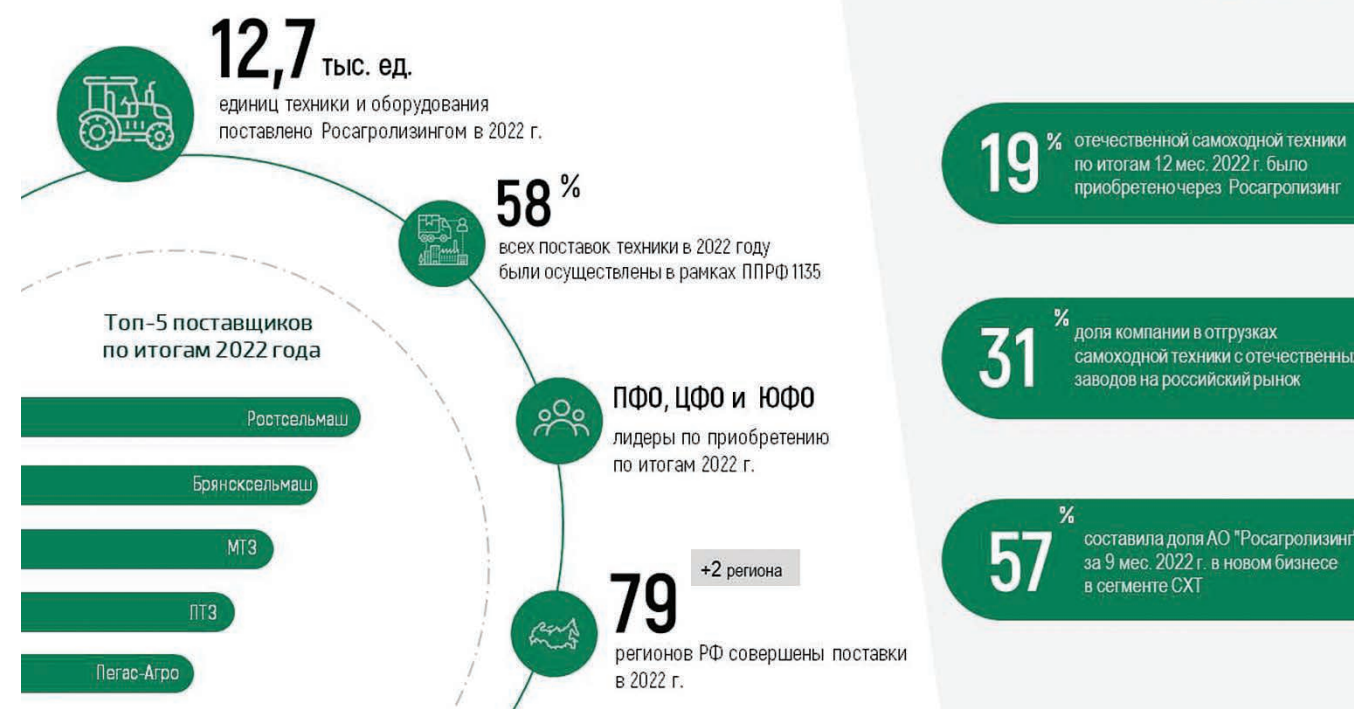 12,7 тыс. ед.
единиц техники и оборудования
поставлено Росагролизингом в 2022 г.
58 %
всех поставок техники в 2022 году
были осуществлены в рамках ППРФ 1135
Топ-5 поставщиков
по итогам 2022 года
Ростсельмаш
Брянксельмаш
МТЗ
ПТЗ
Пегас-Агро
ПФО, ЦФО и ЮФО
лидеры по приобретению
по итогам 2022 г.
+2 региона
79
регионов РФ совершены поставки
в 2022 г.
19 %
отечественной самоходной техники
по итогам 12 мес. 2022 г. было
приобретено через Росагролизинг
31 %
доля компании в отгрузках
самоходной техники с отечественны
заводов на российский рынок
57 %
составила доля АО "Росагролизинг"
за 9 мес. 2022 г. в новом бизнесе
в сегменте СХТ